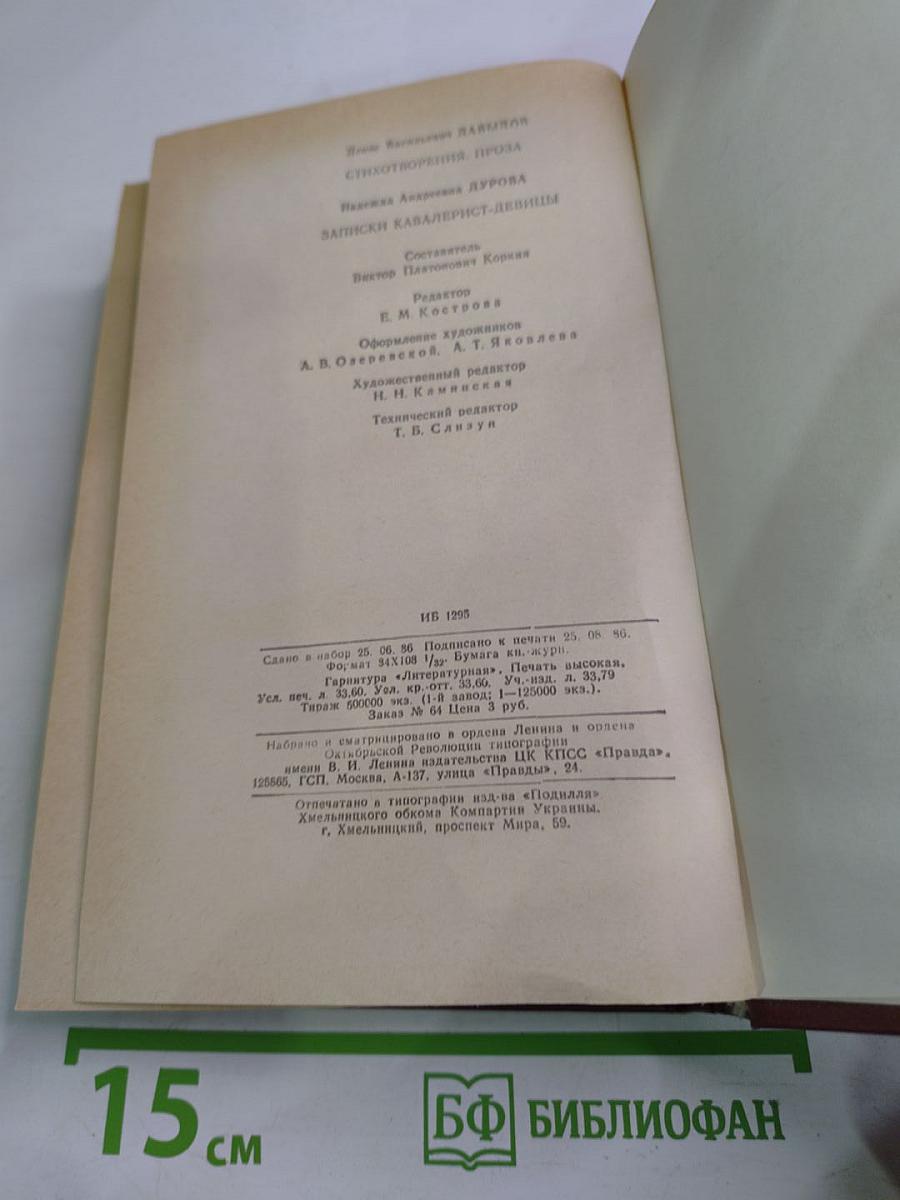 Денис Васильевич ДАВЫДОВ
СТИХОТВОРЕНИЯ. ПРОЗА
Надежда Андреевна ДУРОВА
ЗАПИСКИ КАВАЛЕРИСТ-ДЕВИЦЫ
Составитель
Виктор Платонович Коркия
Редактор
Е. М. Кострова
Оформление художников
А. В. Озеревской, А. Т. Яковлева
Художественный редактор
Н. Н. Каминская
Технический редактор
Т. Б. Слизун
ИБ 1295
Сдано в набор 25. 06. 86 Подписано к печати 25. 08. 86.
Формат 84Х108 1/32. Бумага кн.-журн.
Гарнитура «Литературная». Печать высокая.
Усл. печ. л. 33,60. Усл. кр.-отт. 33,60. Уч.-изд. л. 33,79
Тираж 500000 экз. (1-й завод; 1—125000 экз.).
Заказ № 64 Цена 3 руб.
Набрано и сматрицировано в ордена Ленина и ордена
Октябрьской Революции типографии
имени В. И. Ленина издательства ЦК КПСС «Правда».
125865, ГСП, Москва, А-137, улица «Правды», 24.
Отпечатано в типографии изд-ва «Подилля»
Хмельницкого обкома Компартии Украины.
г. Хмельницкий, проспект Мира, 59.
15 см
БФ БИБЛИОФАН